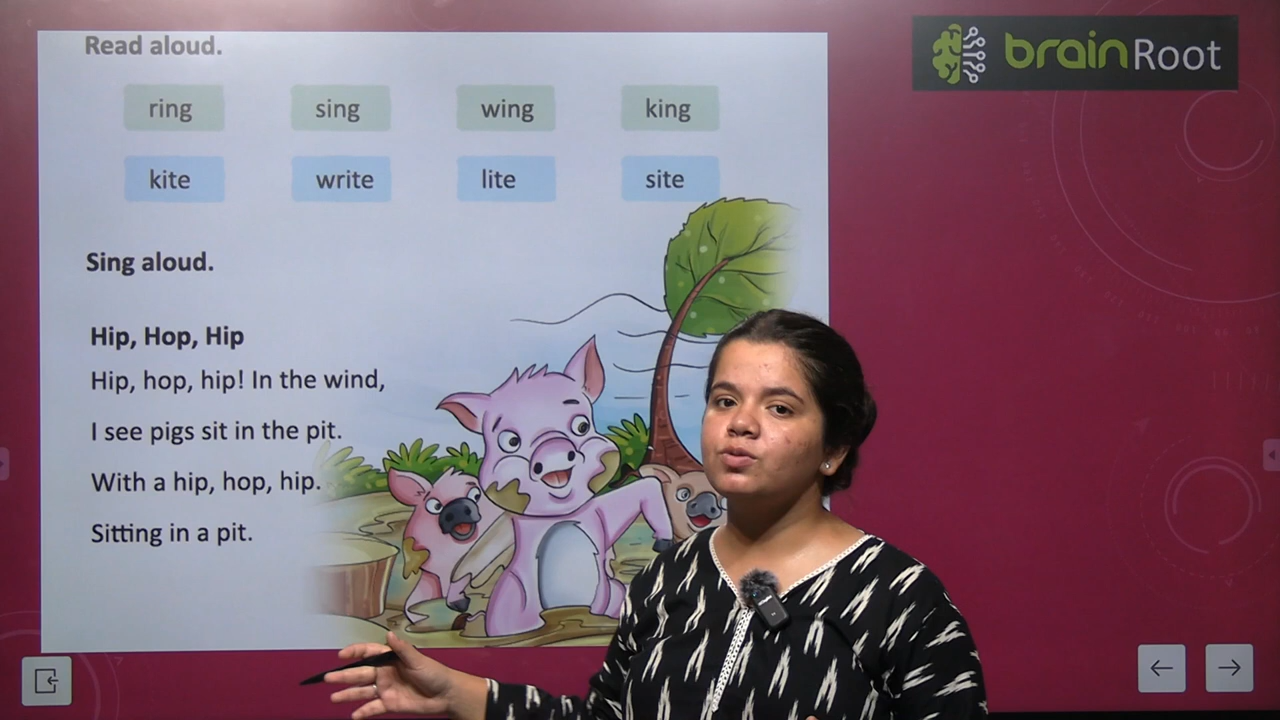 Read aloud.
ring sing wing king
kite write lite site
Sing aloud.
Hip, Hop, Hip
Hip, hop, hip! In the wind,
I see pigs sit in the pit.
With a hip, hop, hip.
Sitting in a pit.
brainRoot